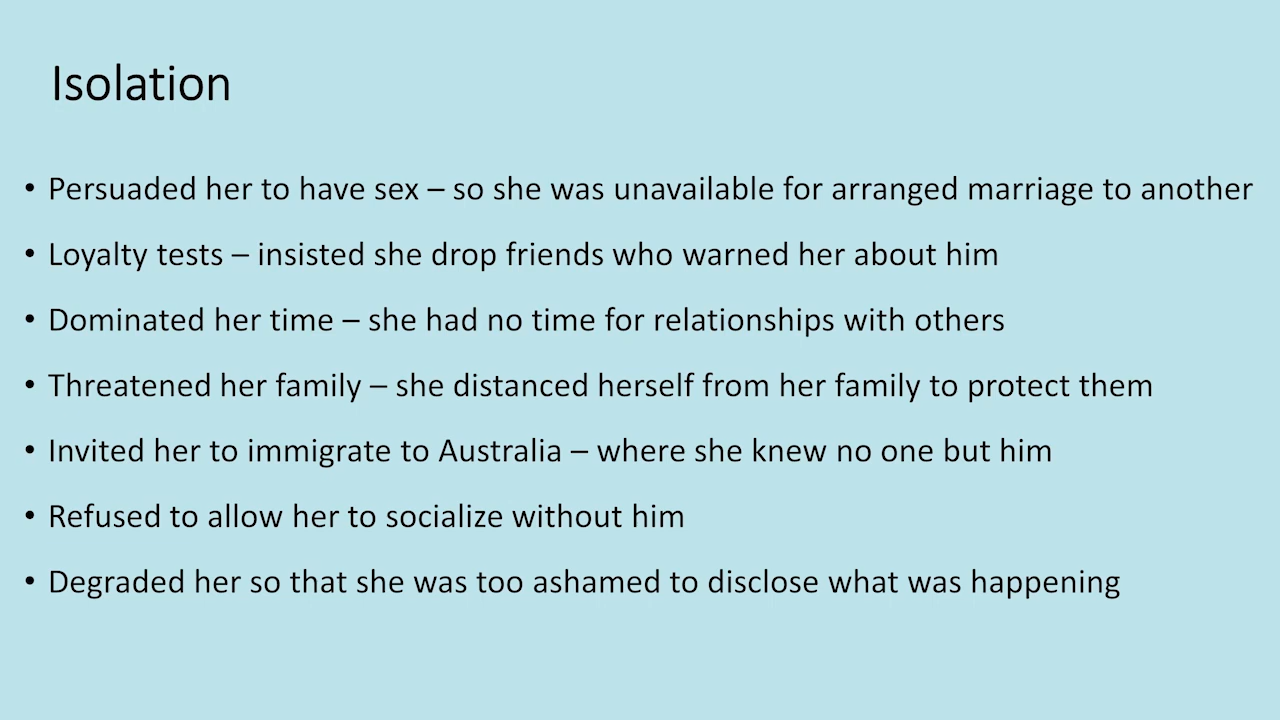 Isolation
• Persuaded her to have sex – so she was unavailable for arranged marriage to another
• Loyalty tests – insisted she drop friends who warned her about him
• Dominated her time – she had no time for relationships with others
• Threatened her family – she distanced herself from her family to protect them
• Invited her to immigrate to Australia – where she knew no one but him
• Refused to allow her to socialize without him
• Degraded her so that she was too ashamed to disclose what was happening